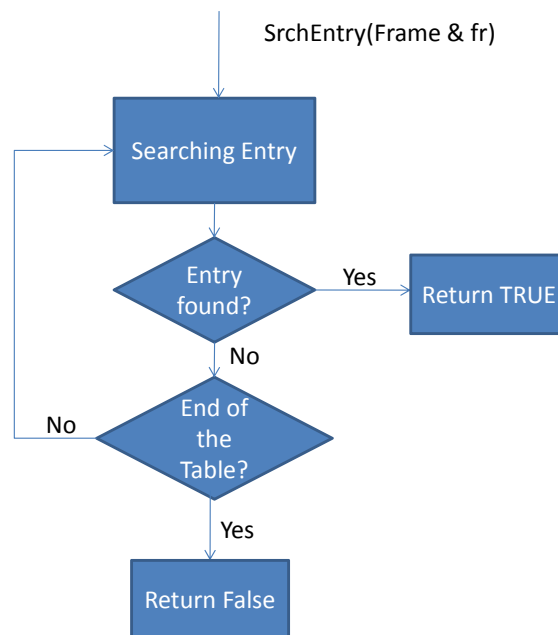 SrchEntry(Frame & fr)
Searching Entry
Entry
found?
Yes
Return TRUE
No
End of
the
Table?
No
Yes
Return False